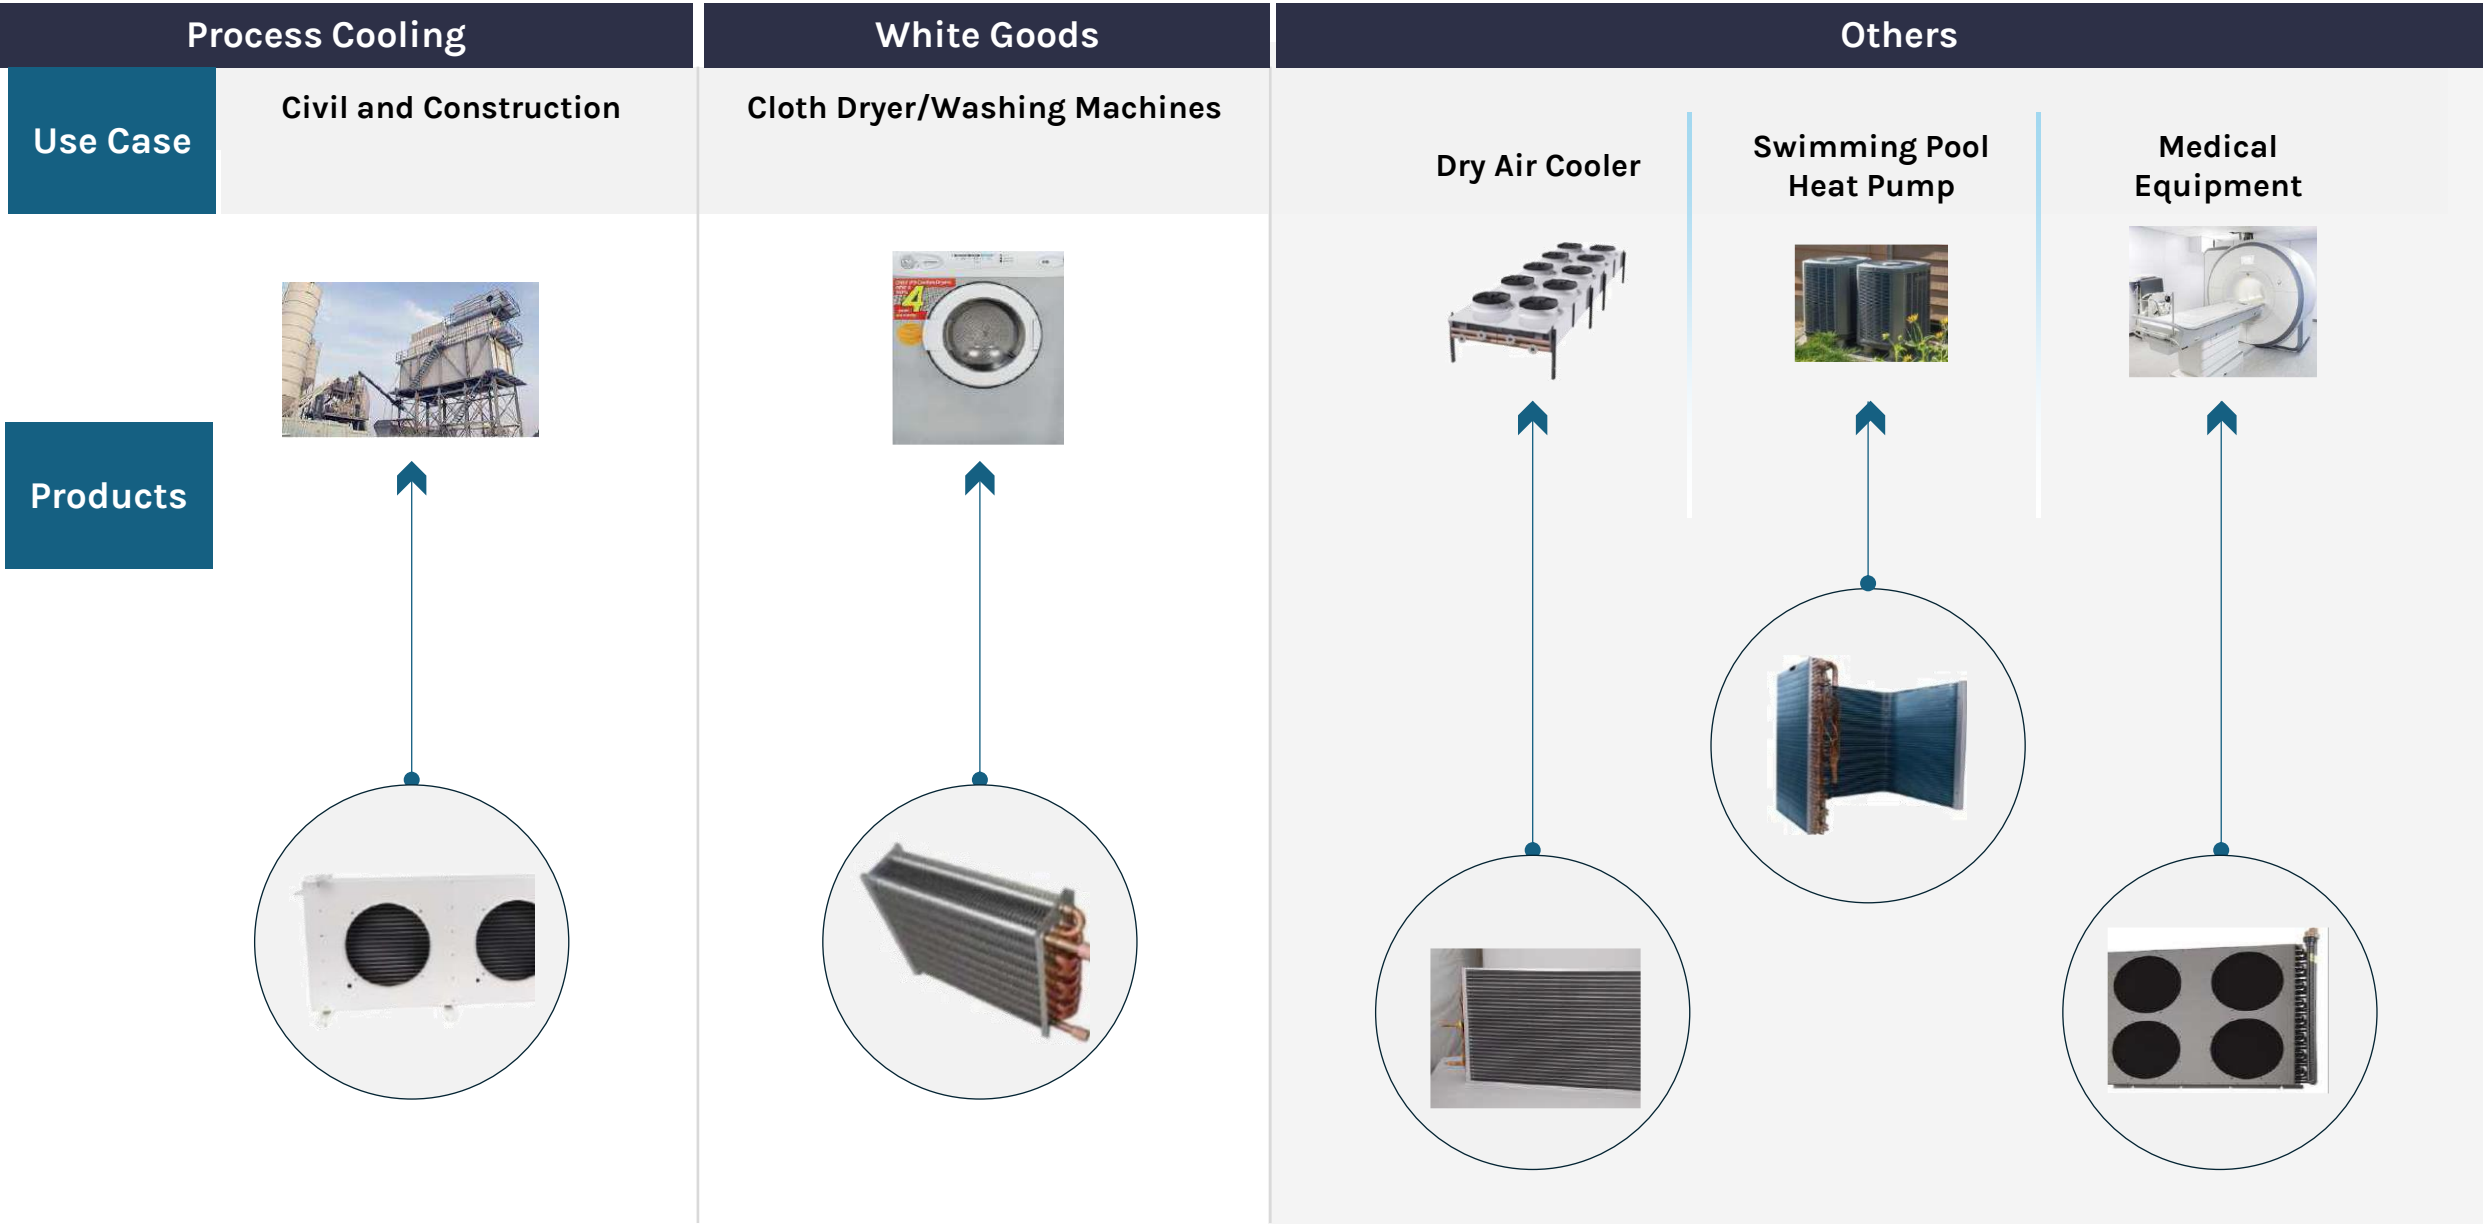 Process Cooling
White Goods
Others
Use Case
Civil and Construction
Cloth Dryer/Washing Machines
Dry Air Cooler
Swimming Pool
Heat Pump
Medical
Equipment
4
Products